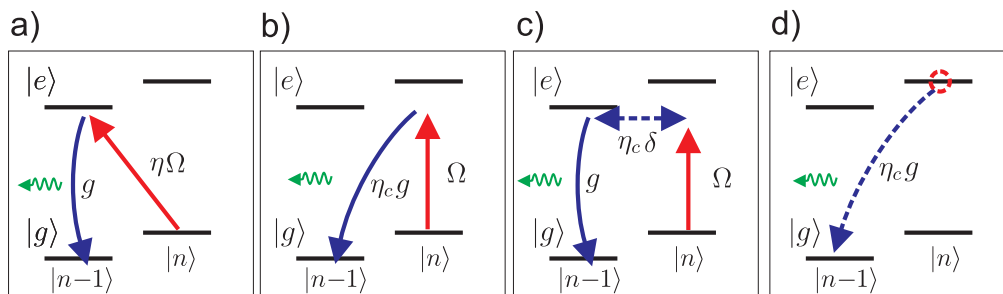 a)
|e⟩
ηΩ
g
|g⟩
|n−1⟩
|n⟩
b)
|e⟩
η_c g
Ω
|g⟩
|n−1⟩
|n⟩
c)
|e⟩
η_c δ
g
Ω
|g⟩
|n−1⟩
|n⟩
d)
|e⟩
η_c g
|g⟩
|n−1⟩
|n⟩